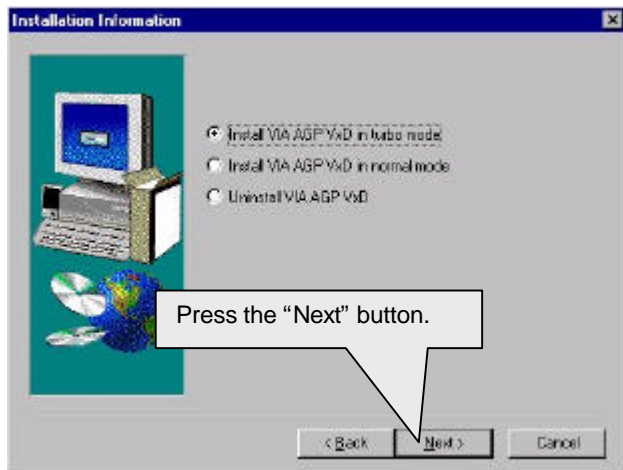 Installation Information
Install VIA AGP VxD in turbo mode
Install VIA AGP VxD in normal mode
Uninstall VIA AGP VxD
Press the “Next” button.
< Back
Next >
Cancel